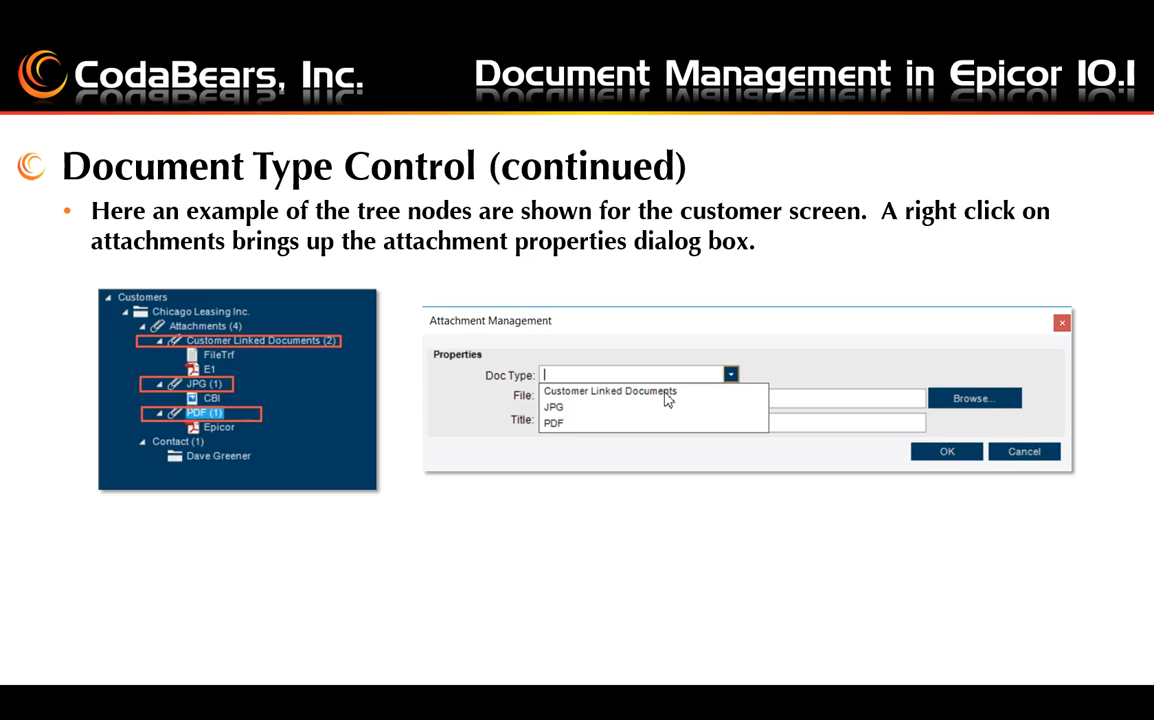 CodaBears, Inc.
Document Management in Epicor 10.1
Document Type Control (continued)
• Here an example of the tree nodes are shown for the customer screen. A right click on
attachments brings up the attachment properties dialog box.
Customers
Chicago Leasing Inc.
Attachments (4)
Customer Linked Documents (2)
FileTrf
E1
JPG (1)
CBI
PDF (1)
Epicor
Contact (1)
Dave Greener
Attachment Management
Properties
Doc Type:
Customer Linked Documents
JPG
PDF
File:
Browse...
Title:
OK
Cancel